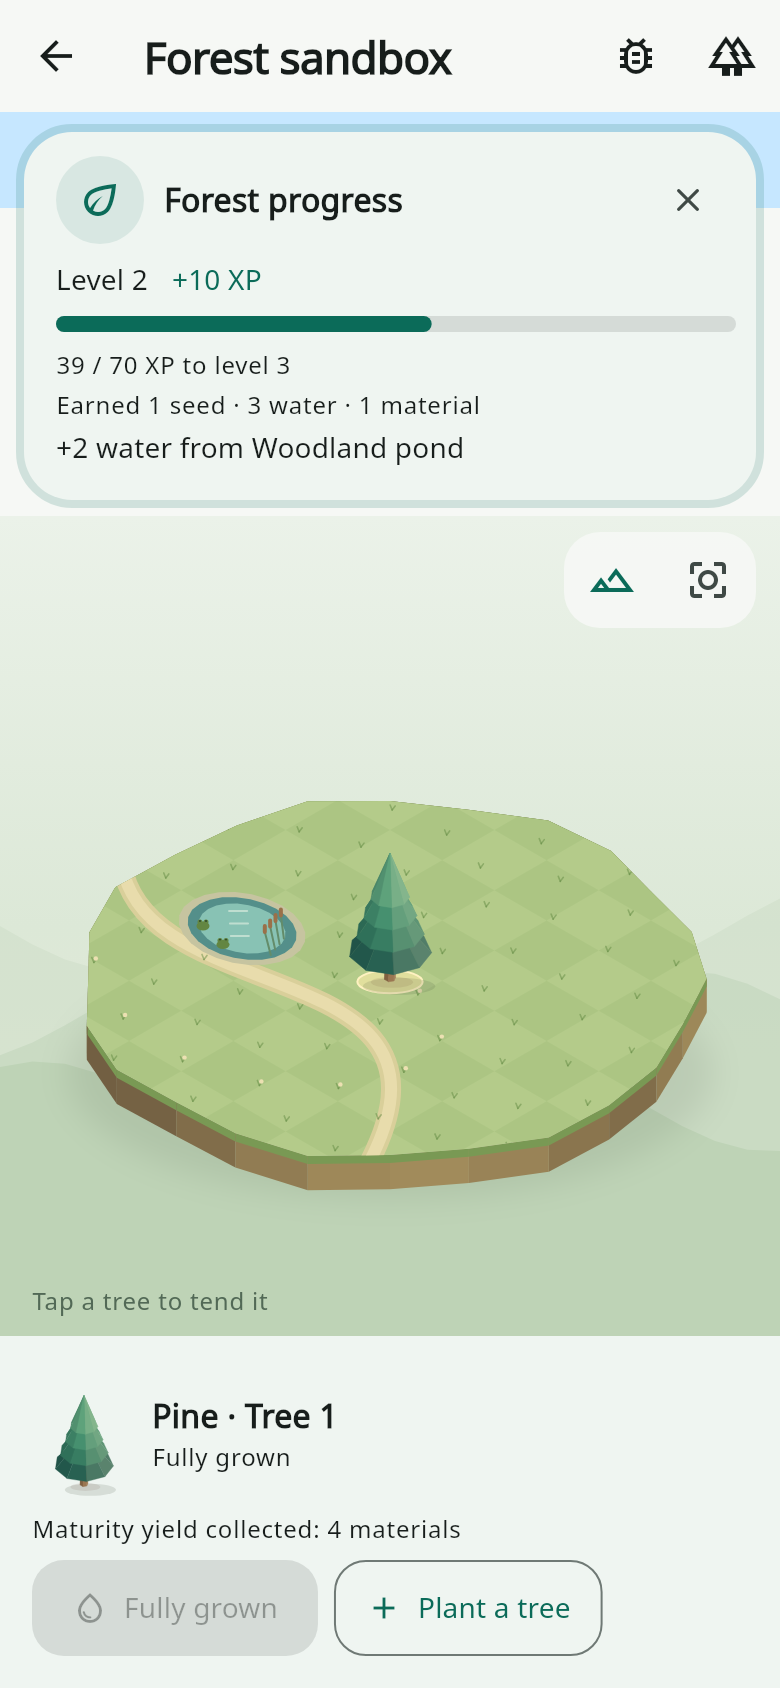 Forest sandbox
Forest progress
Level 2 +10 XP
39 / 70 XP to level 3
Earned 1 seed · 3 water · 1 material
+2 water from Woodland pond
Tap a tree to tend it
Pine · Tree 1
Fully grown
Maturity yield collected: 4 materials
Fully grown
Plant a tree